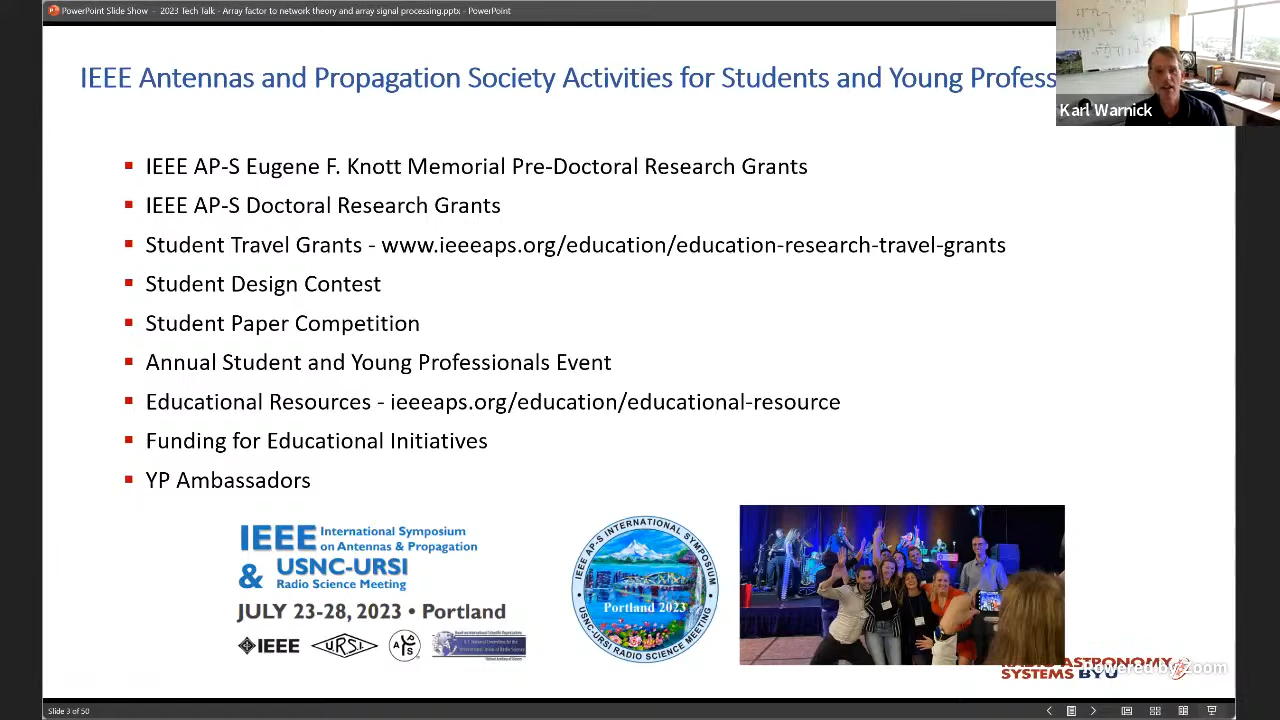 PowerPoint Slide Show - 2023 Tech Talk - Array factor to network theory and array signal processing.pptx - PowerPoint
IEEE Antennas and Propagation Society Activities for Students and Young Profess
Karl Warnick
IEEE AP-S Eugene F. Knott Memorial Pre-Doctoral Research Grants
IEEE AP-S Doctoral Research Grants
Student Travel Grants - www.ieeeaps.org/education/education-research-travel-grants
Student Design Contest
Student Paper Competition
Annual Student and Young Professionals Event
Educational Resources - ieeeaps.org/education/educational-resource
Funding for Educational Initiatives
YP Ambassadors
IEEE International Symposium
on Antennas & Propagation
& USNC-URSI
Radio Science Meeting
JULY 23-28, 2023 • Portland
IEEE URSI APS
IEEE AP-S INTERNATIONAL SYMPOSIUM
Portland 2023
USNC-URSI RADIO SCIENCE MEETING
RADIO ASTRONOMY
SYSTEMS BYU
Powered by zoom
Slide 3 of 50